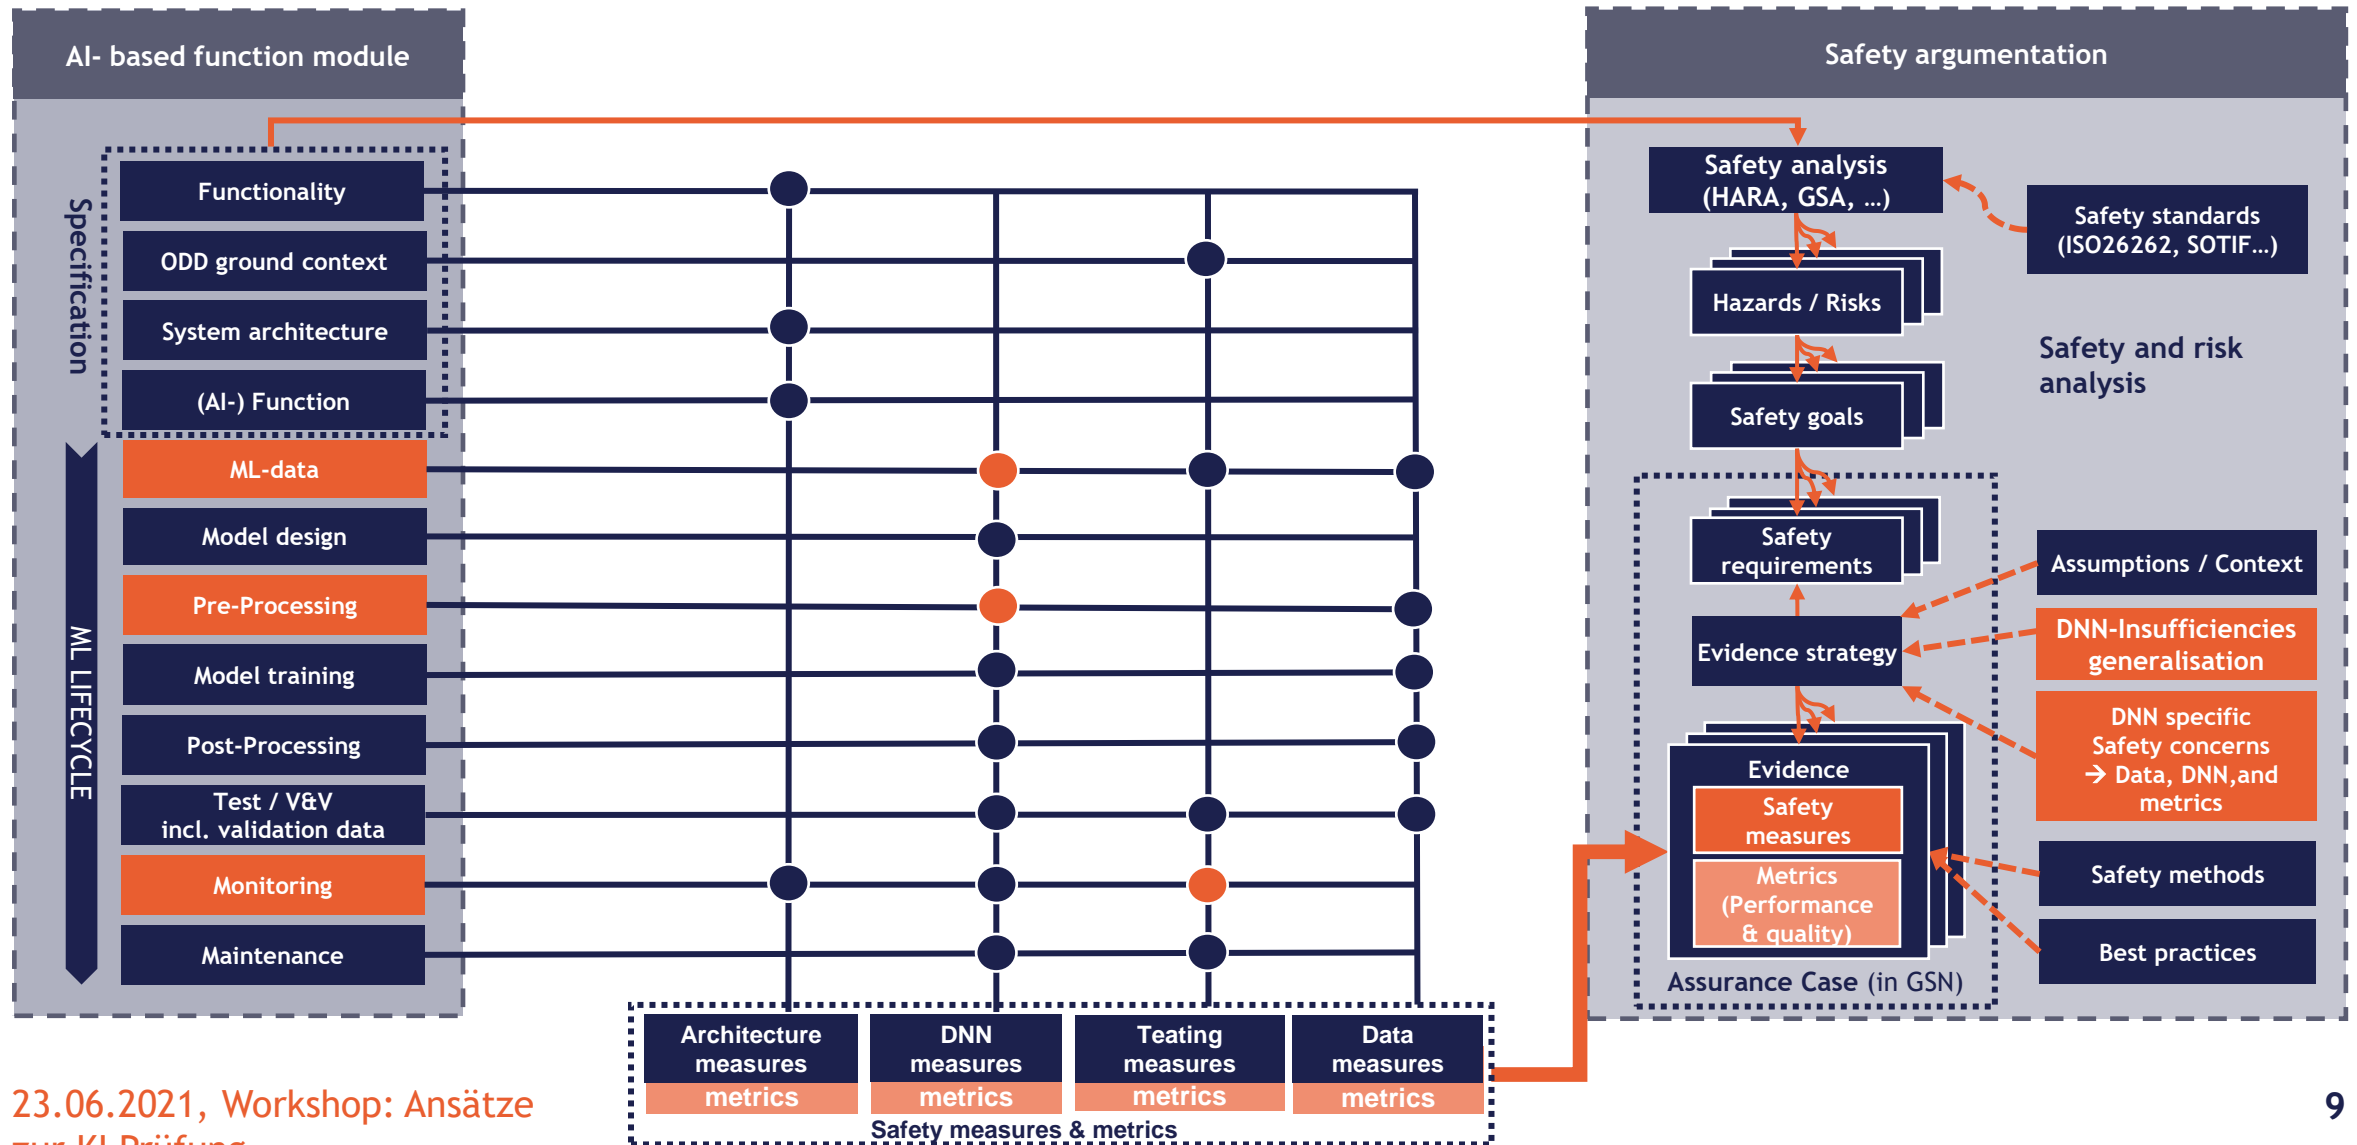 AI- based function module
Specification
Functionality
ODD ground context
System architecture
(AI-) Function
ML LIFECYCLE
ML-data
Model design
Pre-Processing
Model training
Post-Processing
Test / V&V
incl. validation data
Monitoring
Maintenance
Architecture
measures
metrics
DNN
measures
metrics
Teating
measures
metrics
Data
measures
metrics
Safety measures & metrics
Safety argumentation
Safety analysis
(HARA, GSA, …)
Safety standards
(ISO26262, SOTIF…)
Hazards / Risks
Safety and risk
analysis
Safety goals
Safety
requirements
Assumptions / Context
Evidence strategy
DNN-Insufficiencies
generalisation
DNN specific
Safety concerns
→ Data, DNN,and
metrics
Evidence
Safety
measures
Metrics
(Performance
& quality)
Safety methods
Best practices
Assurance Case (in GSN)
23.06.2021, Workshop: Ansätze
zur KI Prüfung
9